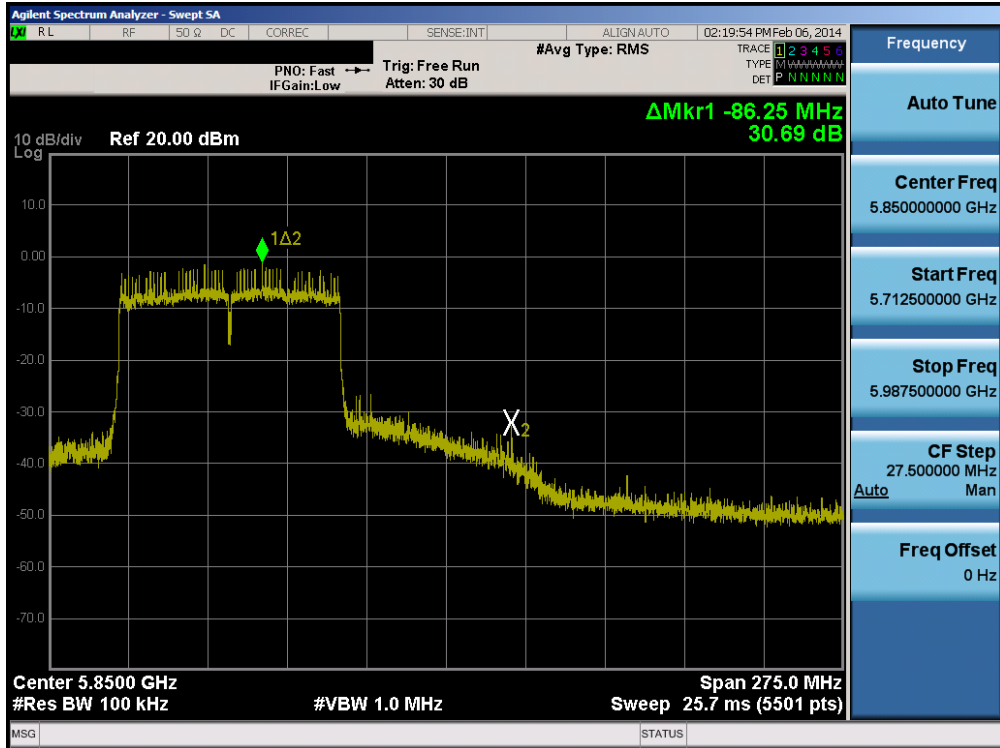 Agilent Spectrum Analyzer - Swept SA
LXI RL RF 50 Ω DC CORREC SENSE:INT ALIGN AUTO 02:19:54 PM Feb 06, 2014
#Avg Type: RMS TRACE 1 2 3 4 5 6
PNO: Fast Trig: Free Run TYPE M WWWWW
IFGain:Low Atten: 30 dB DET P N N N N N
ΔMkr1 -86.25 MHz
30.69 dB
10 dB/div Ref 20.00 dBm
Log
10.0
0.00
-10.0
-20.0
-30.0
-40.0
-50.0
-60.0
-70.0
1Δ2
X2
Center 5.8500 GHz Span 275.0 MHz
#Res BW 100 kHz #VBW 1.0 MHz Sweep 25.7 ms (5501 pts)
MSG STATUS
Frequency
Auto Tune
Center Freq
5.850000000 GHz
Start Freq
5.712500000 GHz
Stop Freq
5.987500000 GHz
CF Step
27.500000 MHz
Auto Man
Freq Offset
0 Hz